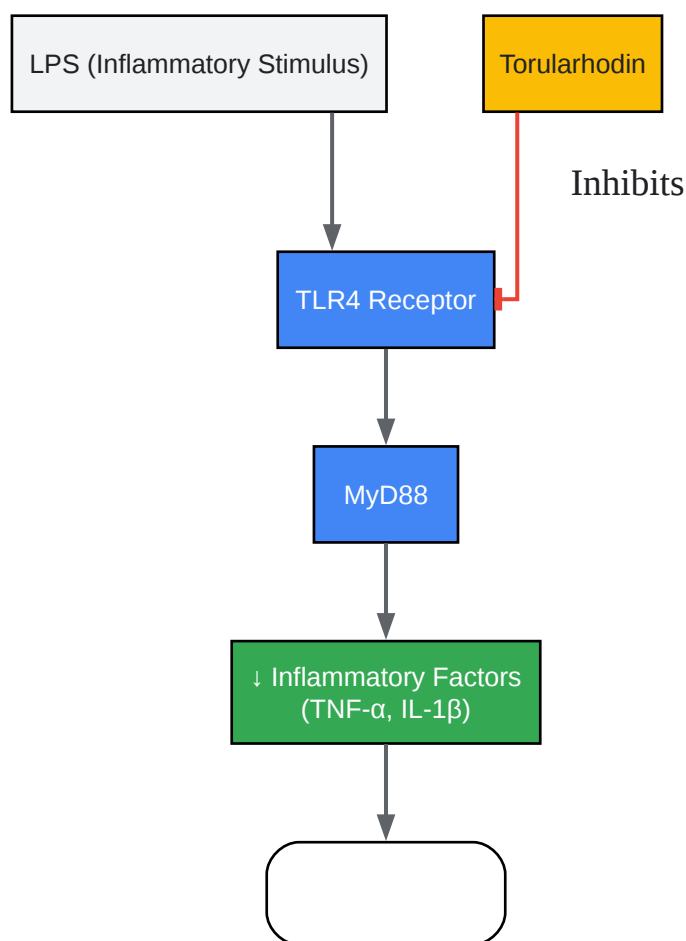 LPS (Inflammatory Stimulus)
Torularhodin
Inhibits
TLR4 Receptor
MyD88
↓ Inflammatory Factors
(TNF-α, IL-1β)